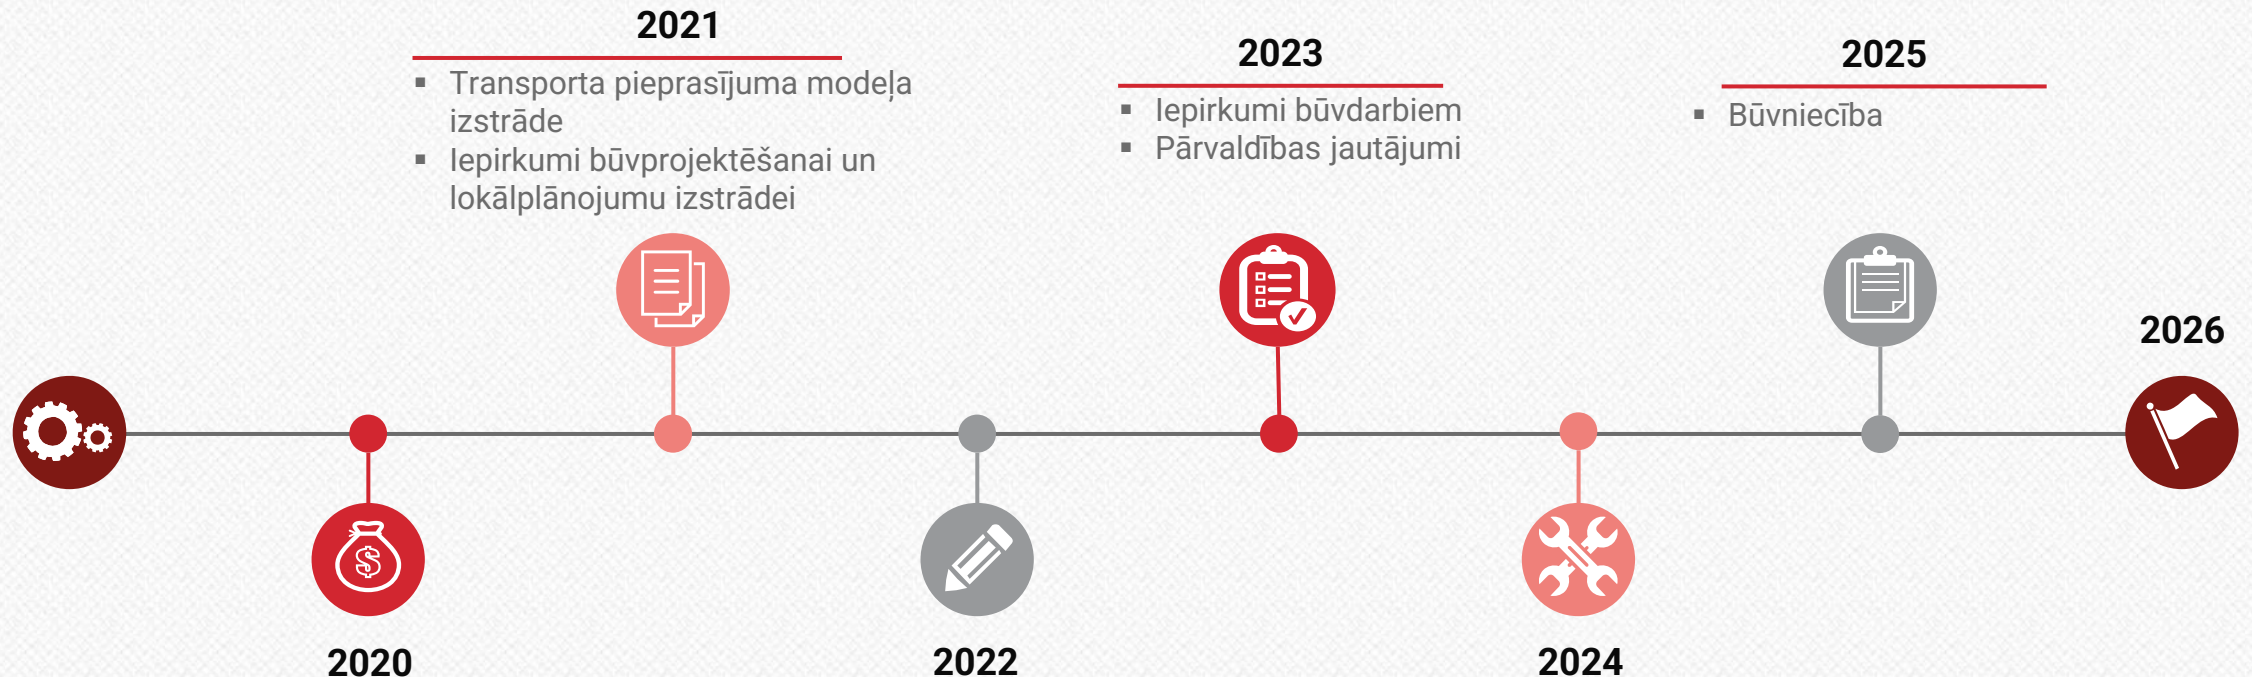 2021
▪ Transporta pieprasījuma modeļa
izstrāde
▪ Iepirkumi būvprojektēšanai un
lokālplānojumu izstrādei
2023
▪ Iepirkumi būvdarbiem
▪ Pārvaldības jautājumi
2025
▪ Būvniecība
2026
$
2020
2022
2024